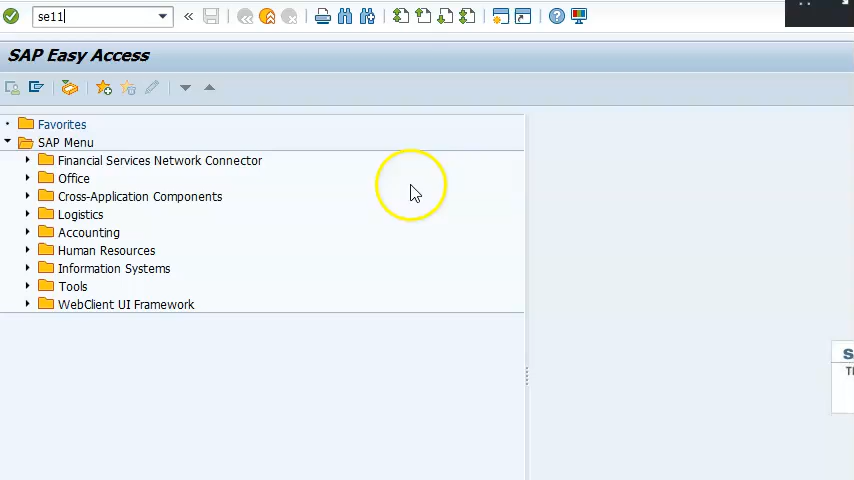 se11
SAP Easy Access
Favorites
SAP Menu
Financial Services Network Connector
Office
Cross-Application Components
Logistics
Accounting
Human Resources
Information Systems
Tools
WebClient UI Framework